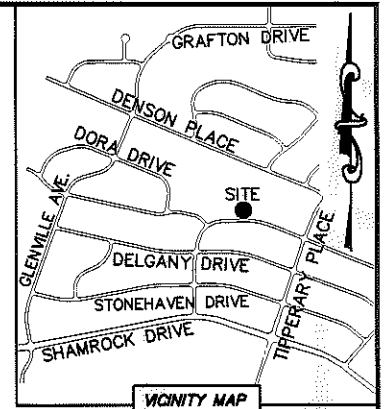 GRAFTON DRIVE
DENSON PLACE
DORA DRIVE
SITE
GLENVILLE AVE.
TIPPERARY PLACE
DELGANY DRIVE
STONEHAVEN DRIVE
SHAMROCK DRIVE
VICINITY MAP